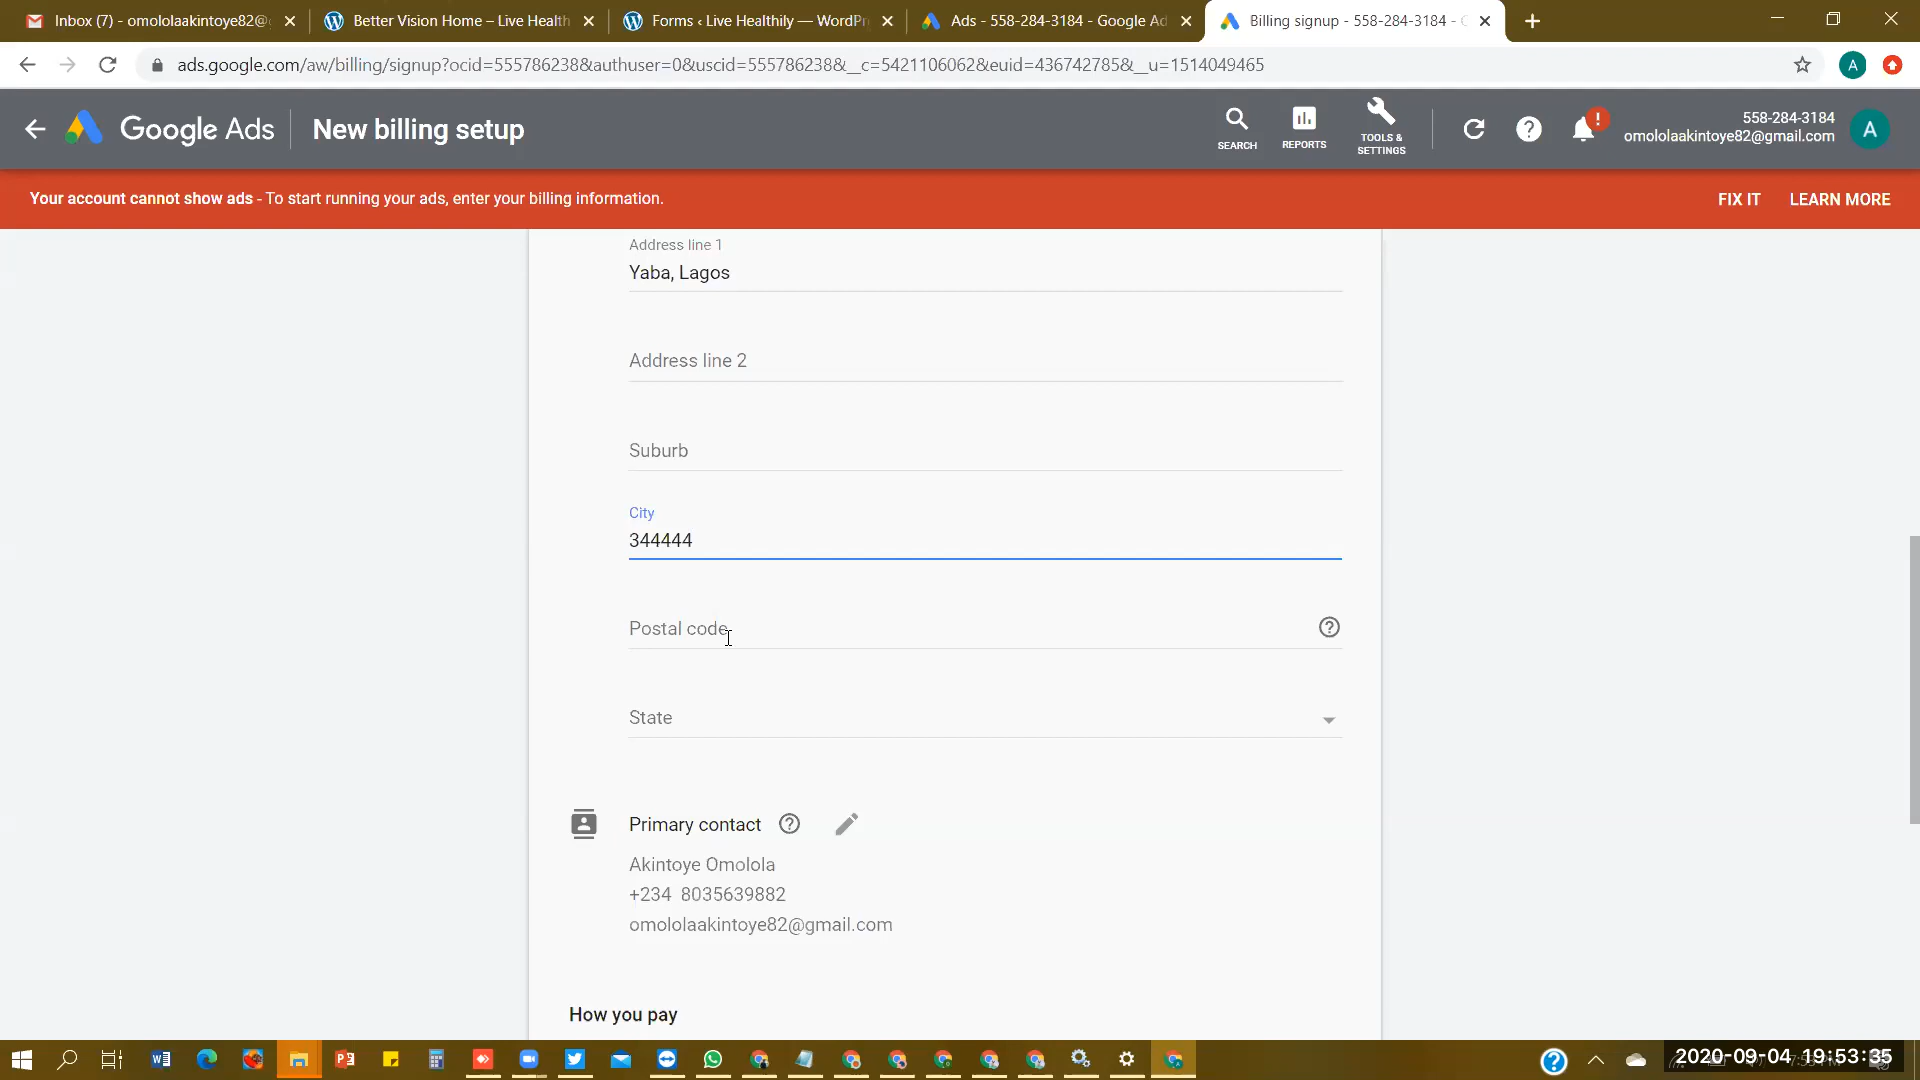 Inbox (7) - omololaakintoye82@
Better Vision Home – Live Health
Forms ‹ Live Healthily — WordPr
Ads - 558-284-3184 - Google Ad
Billing signup - 558-284-3184 - G
ads.google.com/aw/billing/signup?ocid=555786238&authuser=0&uscid=555786238&__c=5421106062&euid=436742785&__u=1514049465
A
Google Ads
New billing setup
SEARCH
REPORTS
TOOLS &
SETTINGS
558-284-3184
omololaakintoye82@gmail.com
A
Your account cannot show ads - To start running your ads, enter your billing information.
FIX IT
LEARN MORE
Address line 1
Yaba, Lagos
Address line 2
Suburb
City
344444
Postal code
State
Primary contact
Akintoye Omolola
+234 8035639882
omololaakintoye82@gmail.com
How you pay
2020-09-04 19:53:35